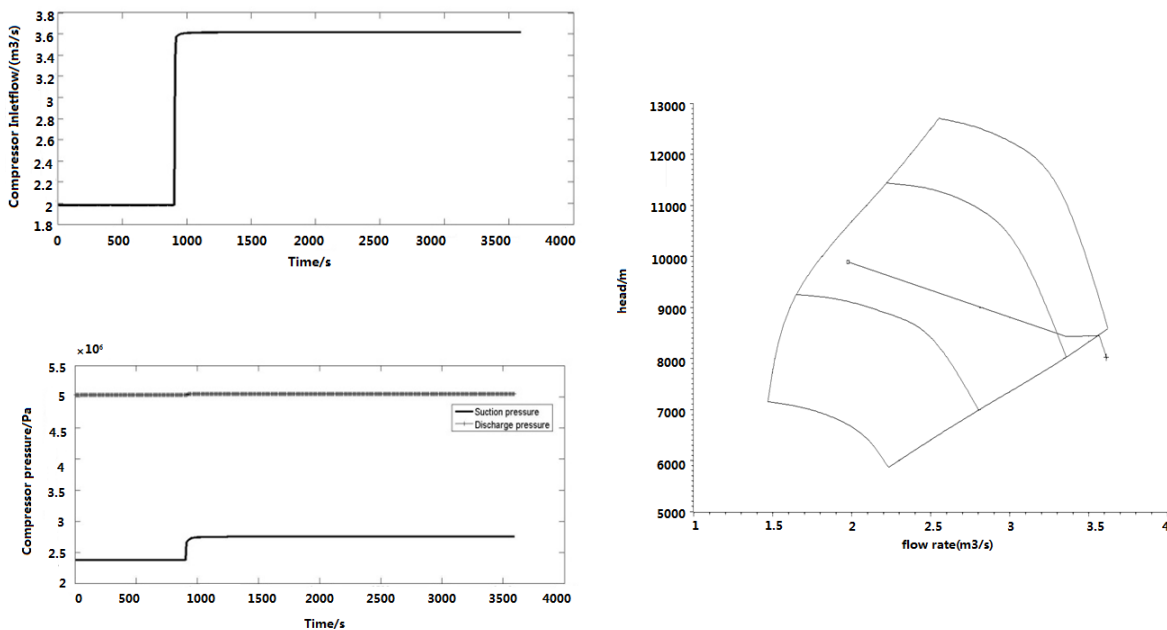 Compressor Inletflow/(m3/s)
3.8
3.6
3.4
3.2
3
2.8
2.6
2.4
2.2
2
1.8
0 500 1000 1500 2000 2500 3000 3500 4000
Time/s
×10⁶
Compressor pressure/Pa
5.5
5
4.5
4
3.5
3
2.5
2
Suction pressure
Discharge pressure
0 500 1000 1500 2000 2500 3000 3500 4000
Time/s
head/m
13000
12000
11000
10000
9000
8000
7000
6000
5000
1 1.5 2 2.5 3 3.5 4
flow rate(m3/s)